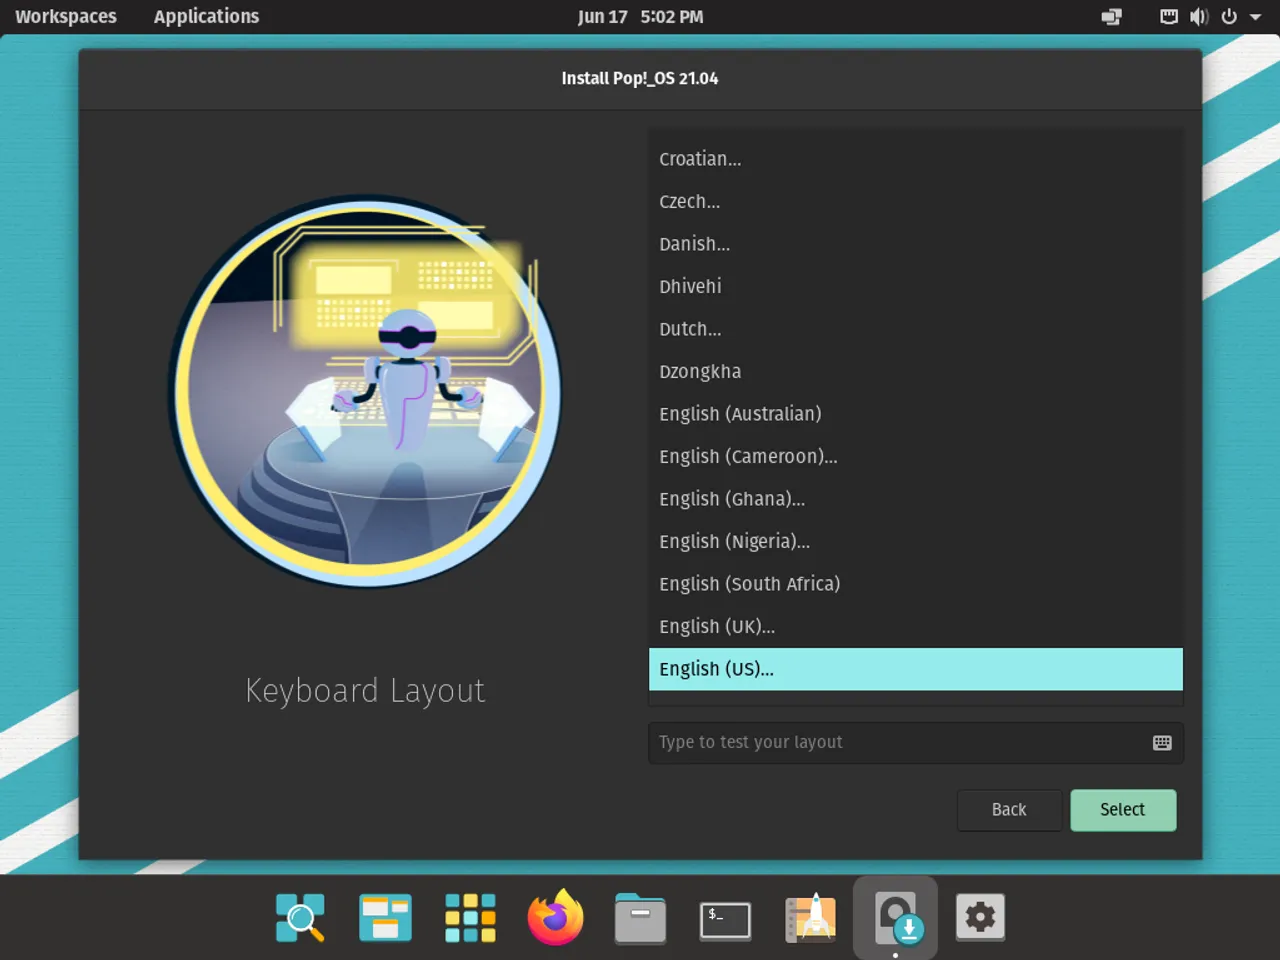 Workspaces Applications Jun 17 5:02 PM
Install Pop!_OS 21.04
Croatian...
Czech...
Danish...
Dhivehi
Dutch...
Dzongkha
English (Australian)
English (Cameroon)...
English (Ghana)...
English (Nigeria)...
English (South Africa)
English (UK)...
English (US)...
Keyboard Layout
Type to test your layout
Back Select
$_